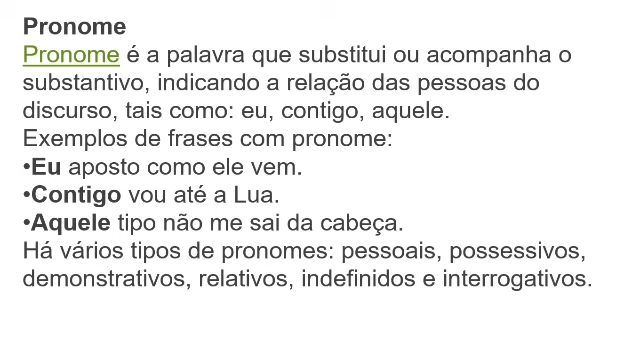 Pronome
Pronome é a palavra que substitui ou acompanha o
substantivo, indicando a relação das pessoas do
discurso, tais como: eu, contigo, aquele.
Exemplos de frases com pronome:
•Eu aposto como ele vem.
•Contigo vou até a Lua.
•Aquele tipo não me sai da cabeça.
Há vários tipos de pronomes: pessoais, possessivos,
demonstrativos, relativos, indefinidos e interrogativos.